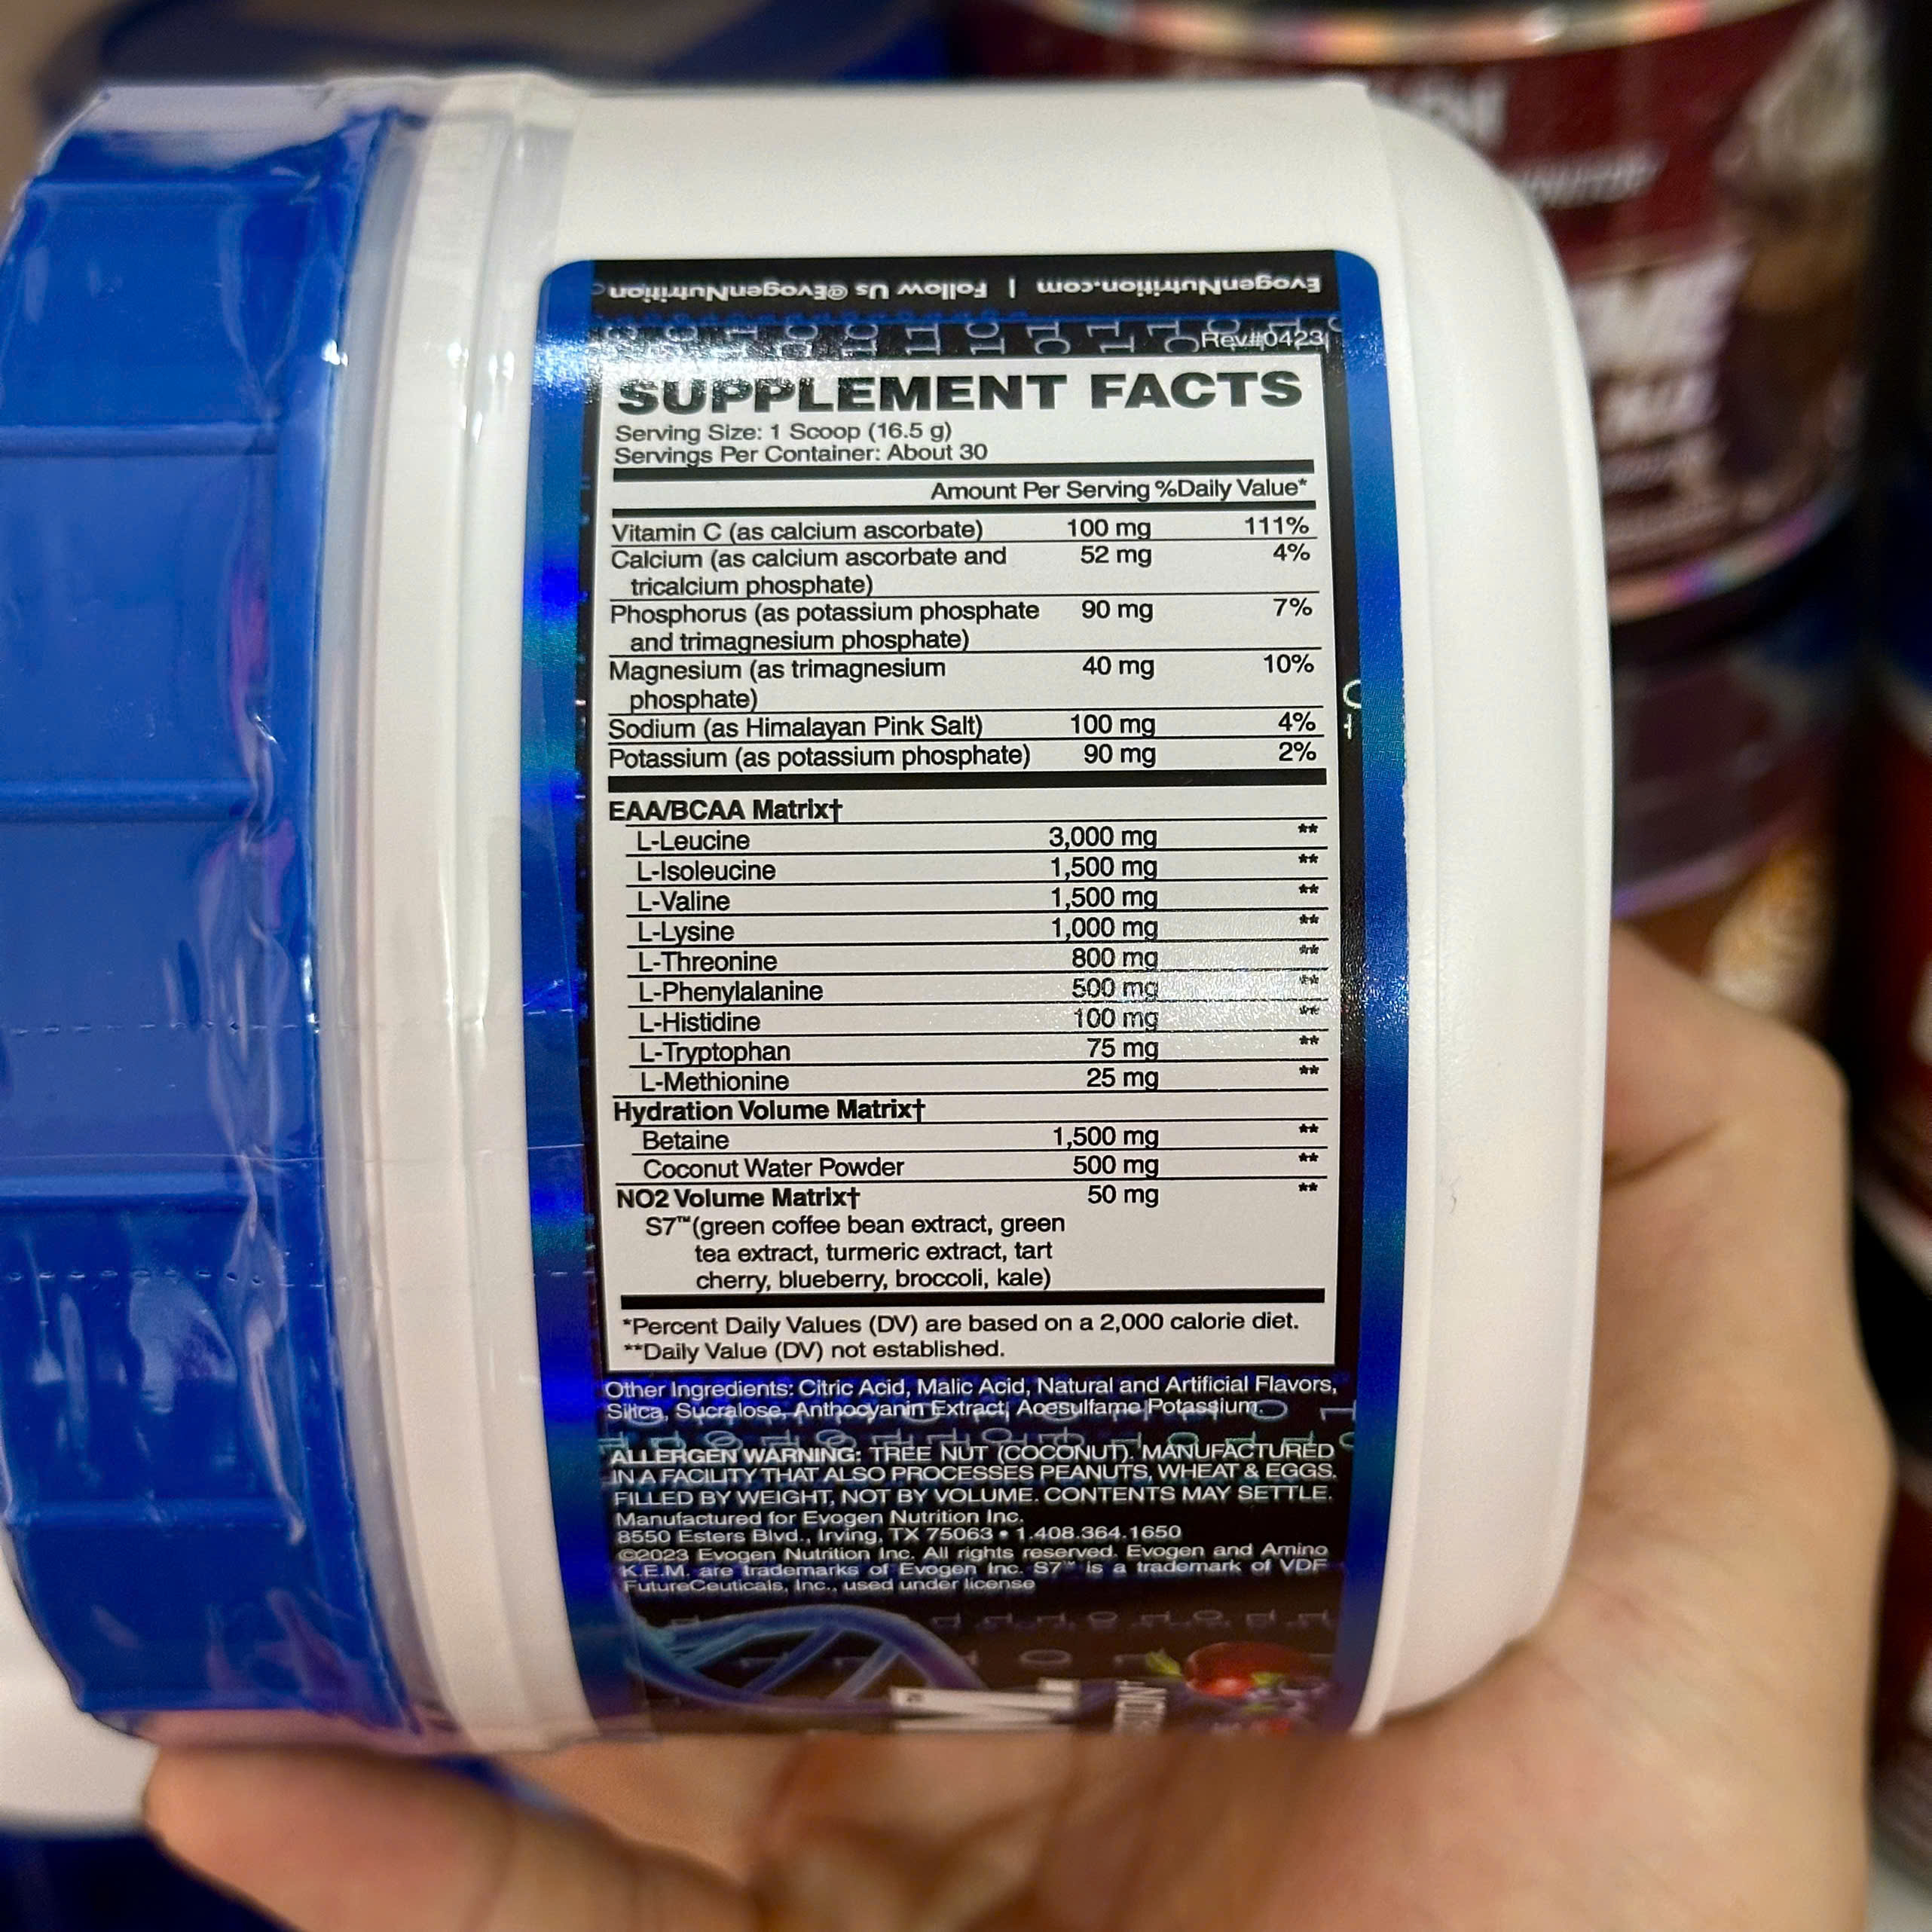 EvogenNutrition.com | Follow Us @EvogenNutrition
Rev#0423
SUPPLEMENT FACTS
Serving Size: 1 Scoop (16.5 g)
Servings Per Container: About 30
Amount Per Serving %Daily Value*
Vitamin C (as calcium ascorbate) 100 mg 111%
Calcium (as calcium ascorbate and 52 mg 4%
tricalcium phosphate)
Phosphorus (as potassium phosphate 90 mg 7%
and trimagnesium phosphate)
Magnesium (as trimagnesium 40 mg 10%
phosphate)
Sodium (as Himalayan Pink Salt) 100 mg 4%
Potassium (as potassium phosphate) 90 mg 2%
EAA/BCAA Matrix†
L-Leucine 3,000 mg **
L-Isoleucine 1,500 mg **
L-Valine 1,500 mg **
L-Lysine 1,000 mg **
L-Threonine 800 mg **
L-Phenylalanine 500 mg **
L-Histidine 100 mg **
L-Tryptophan 75 mg **
L-Methionine 25 mg **
Hydration Volume Matrix†
Betaine 1,500 mg **
Coconut Water Powder 500 mg **
NO2 Volume Matrix† 50 mg **
S7™(green coffee bean extract, green
tea extract, turmeric extract, tart
cherry, blueberry, broccoli, kale)
*Percent Daily Values (DV) are based on a 2,000 calorie diet.
**Daily Value (DV) not established.
Other Ingredients: Citric Acid, Malic Acid, Natural and Artificial Flavors,
Silica, Sucralose, Anthocyanin Extract, Acesulfame Potassium.
ALLERGEN WARNING: TREE NUT (COCONUT). MANUFACTURED
IN A FACILITY THAT ALSO PROCESSES PEANUTS, WHEAT & EGGS.
FILLED BY WEIGHT, NOT BY VOLUME. CONTENTS MAY SETTLE.
Manufactured for Evogen Nutrition Inc.
8550 Esters Blvd., Irving, TX 75063 • 1.408.364.1650
©2023 Evogen Nutrition Inc. All rights reserved. Evogen and Amino
K.E.M. are trademarks of Evogen Inc. S7™ is a trademark of VDF
FutureCeuticals, Inc., used under license